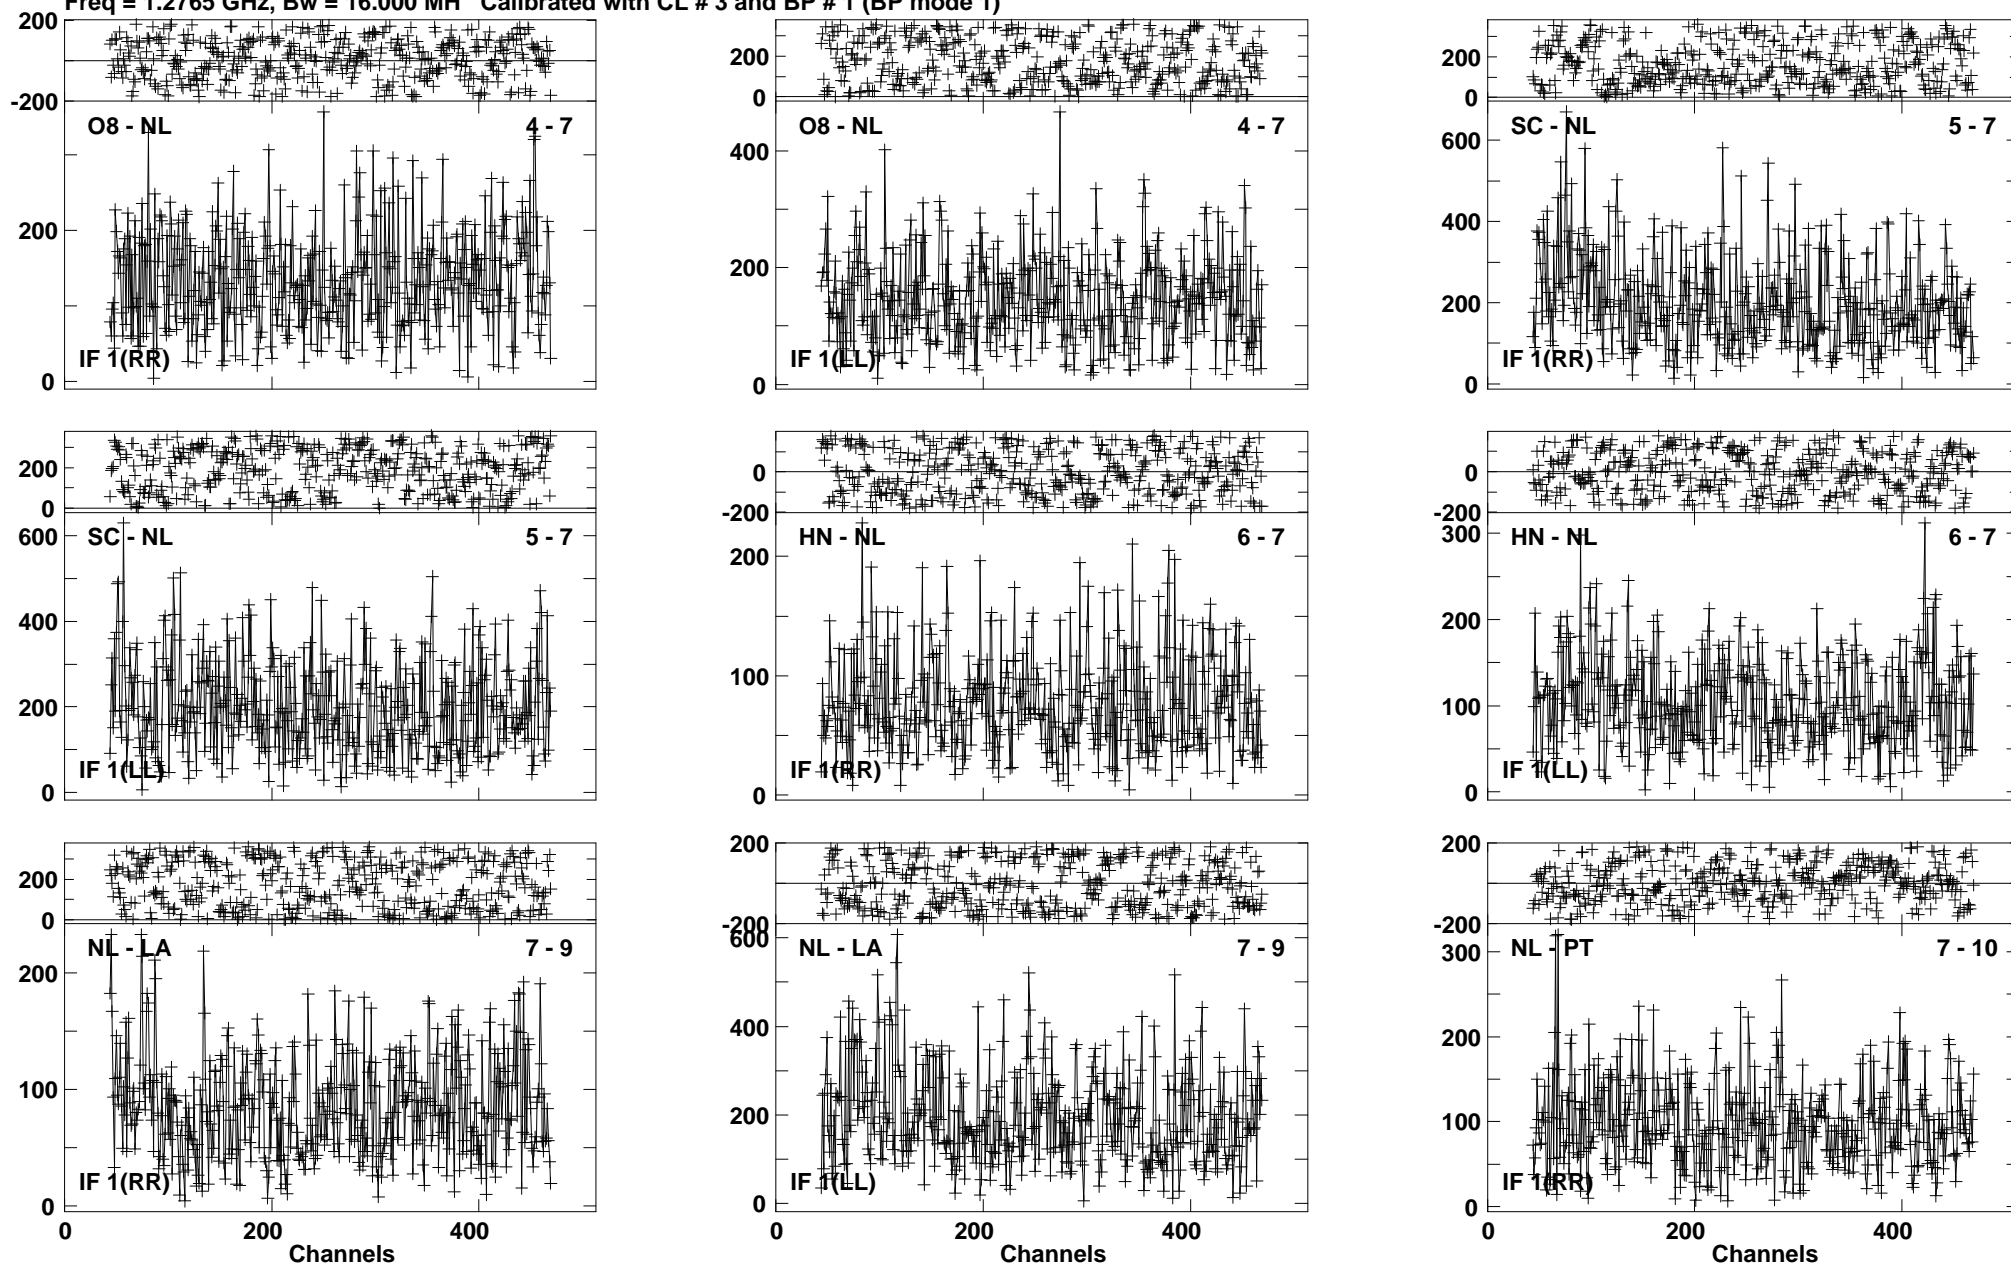 Freq = 1.2765 GHz, Bw = 16.000 MH Calibrated with CL # 3 and BP # 1 (BP mode 1)
200
-200
O8 - NL 4 - 7
200
0
IF 1(RR)
200
0
O8 - NL 4 - 7
400
200
0
IF 1(LL)
200
0
SC - NL 5 - 7
600
400
200
0
IF 1(RR)
200
0
SC - NL 5 - 7
600
400
200
0
IF 1(LL)
0
-200
HN - NL 6 - 7
200
100
0
IF 1(RR)
0
-200
HN - NL 6 - 7
300
200
100
0
IF 1(LL)
200
0
NL - LA 7 - 9
200
100
0
IF 1(RR)
0 200 400
Channels
200
-200
NL - LA 7 - 9
600
400
200
0
IF 1(LL)
0 200 400
Channels
200
-200
NL - PT 7 - 10
300
200
100
0
IF 1(RR)
0 200 400
Channels